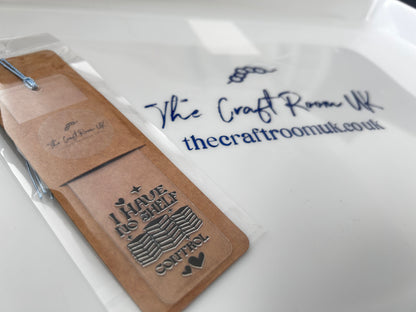 The Craft Room UK
thecraftroomuk.co.uk
The Craft Room UK
I HAVE
NO SHELF
CONTROL